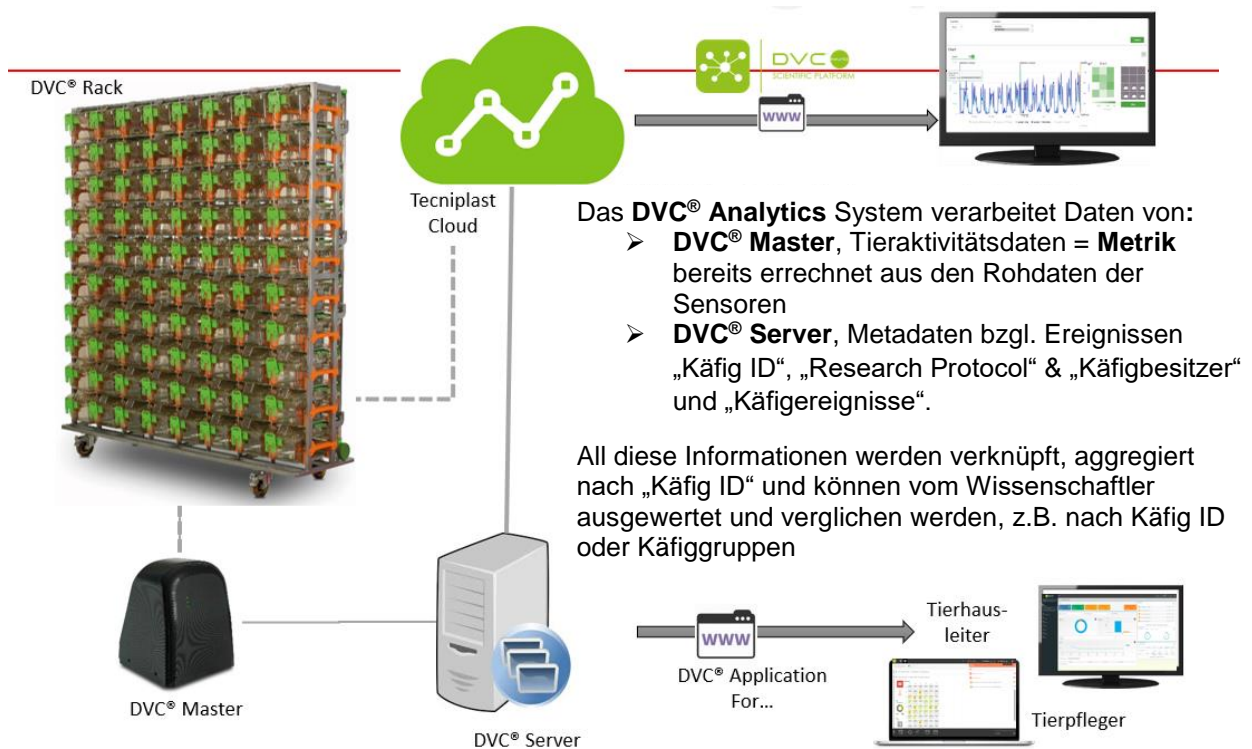 DVC® Rack
DVC
SCIENTIFIC PLATFORM
www
Tecniplast
Cloud
Das DVC® Analytics System verarbeitet Daten von:
➢ DVC® Master, Tieraktivitätsdaten = Metrik
bereits errechnet aus den Rohdaten der
Sensoren
➢ DVC® Server, Metadaten bzgl. Ereignissen
„Käfig ID“, „Research Protocol“ & „Käfigbesitzer“
und „Käfigereignisse“.
All diese Informationen werden verknüpft, aggregiert
nach „Käfig ID“ und können vom Wissenschaftler
ausgewertet und verglichen werden, z.B. nach Käfig ID
oder Käfiggruppen
DVC® Master
DVC® Server
www
DVC® Application
For...
Tierhaus-
leiter
Tierpfleger